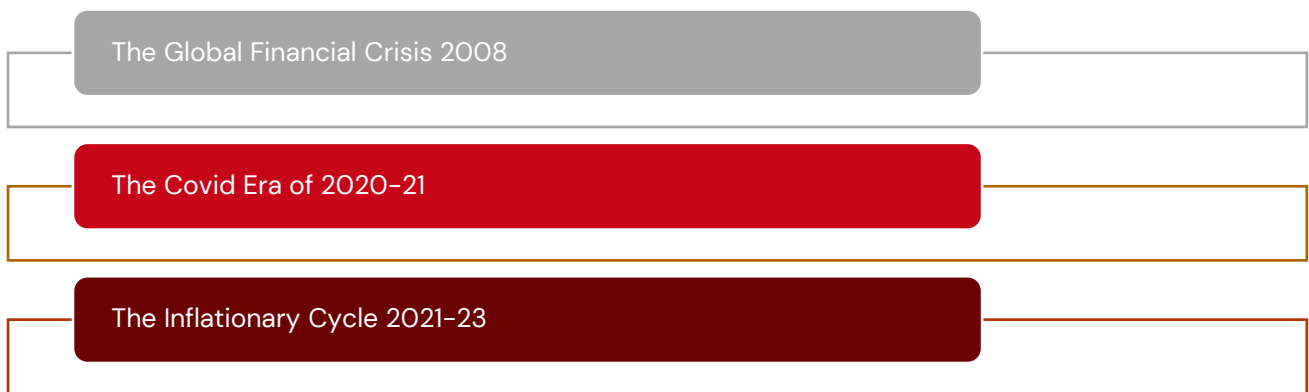 The Global Financial Crisis 2008
The Covid Era of 2020-21
The Inflationary Cycle 2021-23